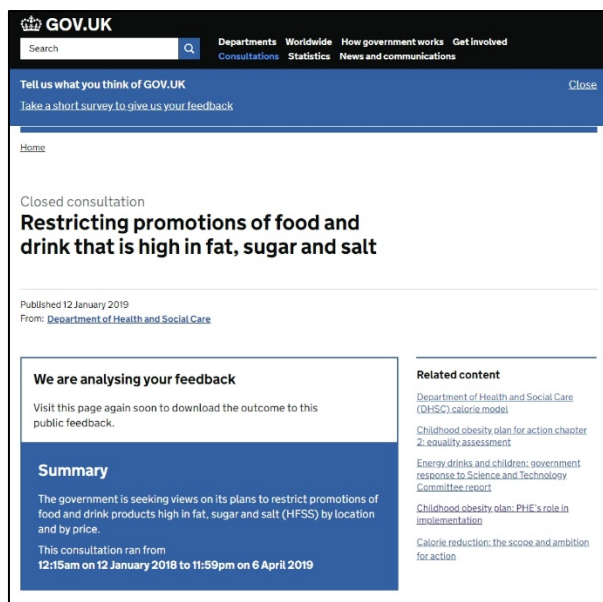 GOV.UK
Search
Departments Worldwide How government works Get involved
Consultations Statistics News and communications
Tell us what you think of GOV.UK
Close
Take a short survey to give us your feedback
Home
Closed consultation
Restricting promotions of food and
drink that is high in fat, sugar and salt
Published 12 January 2019
From: Department of Health and Social Care
We are analysing your feedback
Visit this page again soon to download the outcome to this
public feedback.
Summary
The government is seeking views on its plans to restrict promotions of
food and drink products high in fat, sugar and salt (HFSS) by location
and by price.
This consultation ran from
12:15am on 12 January 2018 to 11:59pm on 6 April 2019
Related content
Department of Health and Social Care
(DHSC) calorie model
Childhood obesity plan for action chapter
2: equality assessment
Energy drinks and children: government
response to Science and Technology
Committee report
Childhood obesity plan: PHE's role in
implementation
Calorie reduction: the scope and ambition
for action